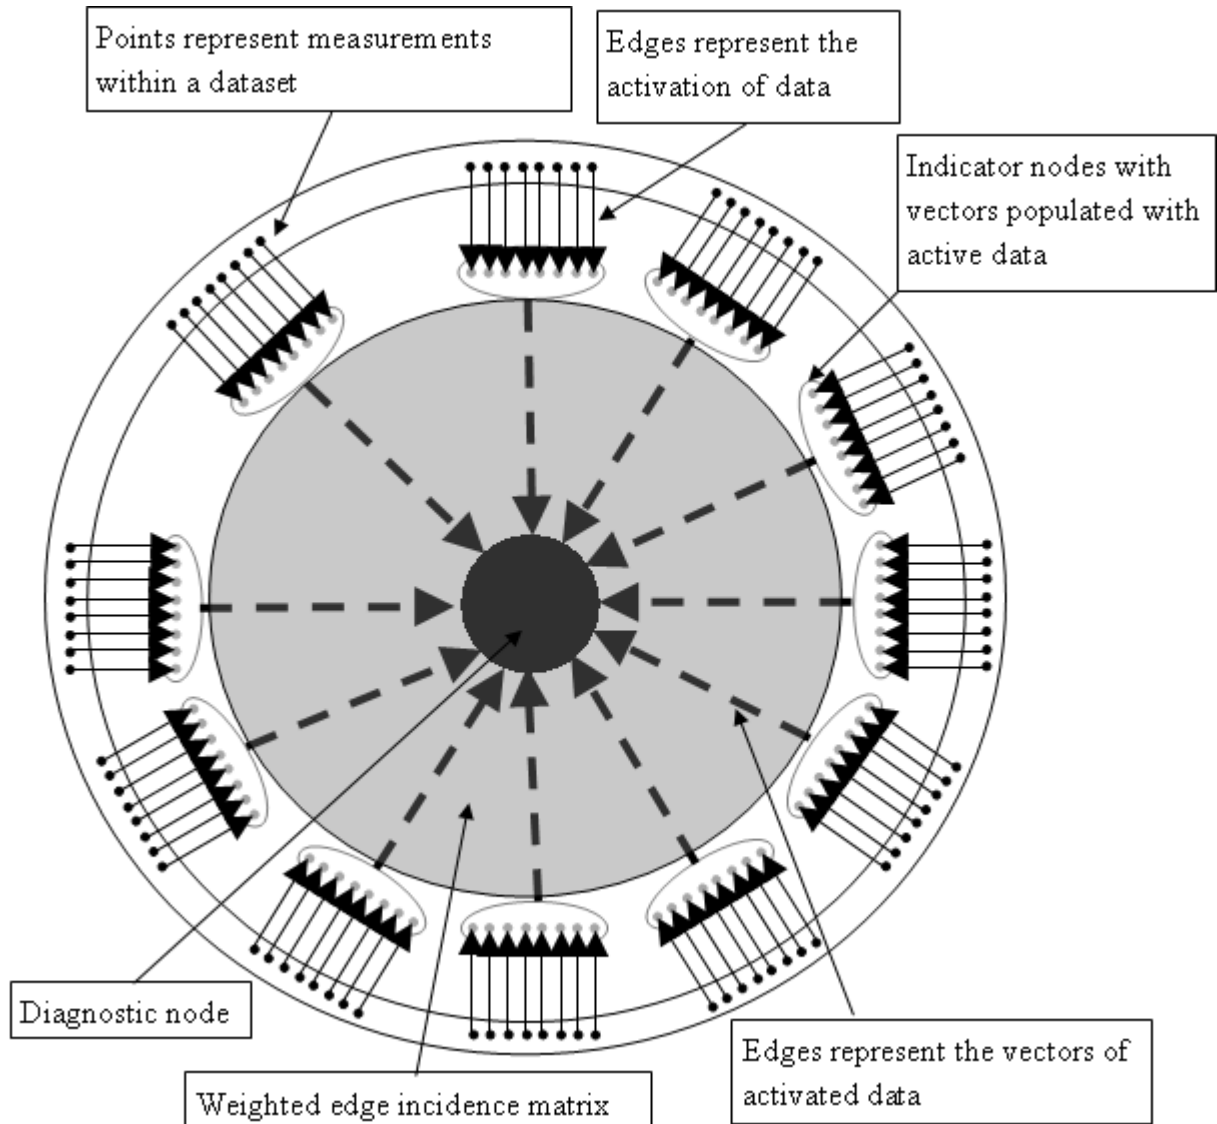 Points represent measurements
within a dataset
Edges represent the
activation of data
Indicator nodes with
vectors populated with
active data
Diagnostic node
Weighted edge incidence matrix
Edges represent the vectors of
activated data